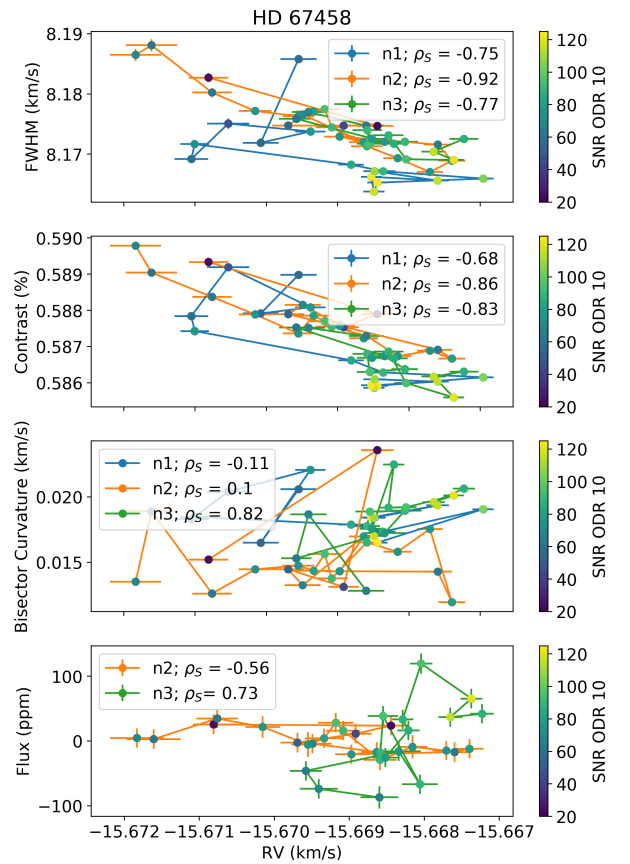 HD 67458
8.19
8.18
8.17
FWHM (km/s)
n1; ρS = -0.75
n2; ρS = -0.92
n3; ρS = -0.77
120
100
80
60
40
20
SNR ODR 10
0.590
0.589
0.588
0.587
0.586
Contrast (%)
n1; ρS = -0.68
n2; ρS = -0.86
n3; ρS = -0.83
120
100
80
60
40
20
SNR ODR 10
0.020
0.015
Bisector Curvature (km/s)
n1; ρS = -0.11
n2; ρS = 0.1
n3; ρS = 0.82
120
100
80
60
40
20
SNR ODR 10
100
0
−100
Flux (ppm)
n2; ρS = -0.56
n3; ρS= 0.73
120
100
80
60
40
20
SNR ODR 10
−15.672 −15.671 −15.670 −15.669 −15.668 −15.667
RV (km/s)